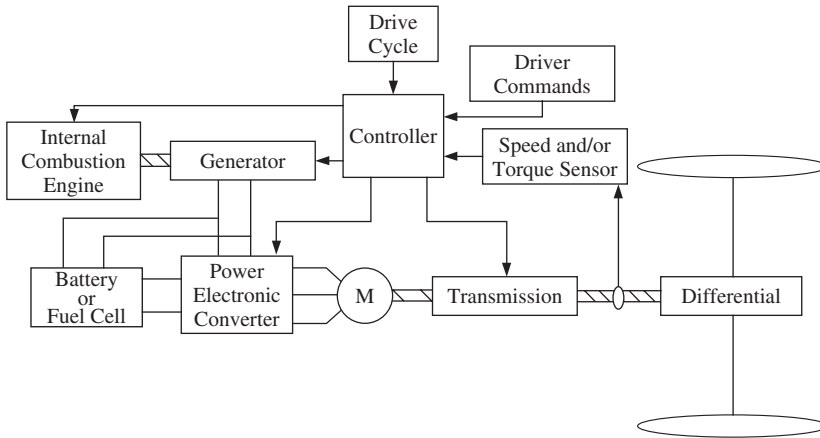 Drive
Cycle
Driver
Commands
Internal
Combustion
Engine
Generator
Controller
Speed and/or
Torque Sensor
Battery
or
Fuel Cell
Power
Electronic
Converter
M
Transmission
Differential